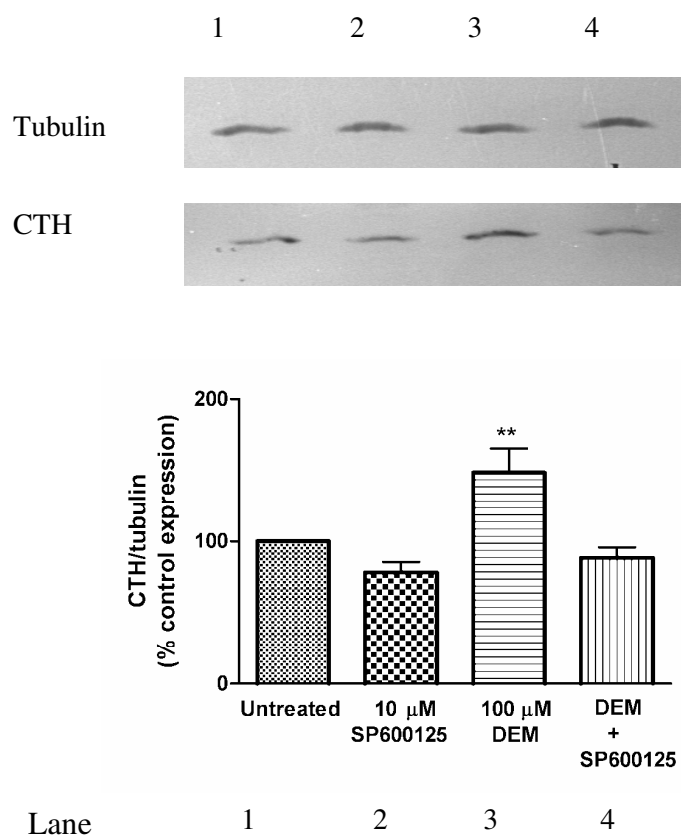 1 2 3 4
Tubulin
CTH
200
**
CTH/tubulin
(% control expression)
100
0
Untreated 10 μM 100 μM DEM
SP600125 DEM +
SP600125
Lane 1 2 3 4